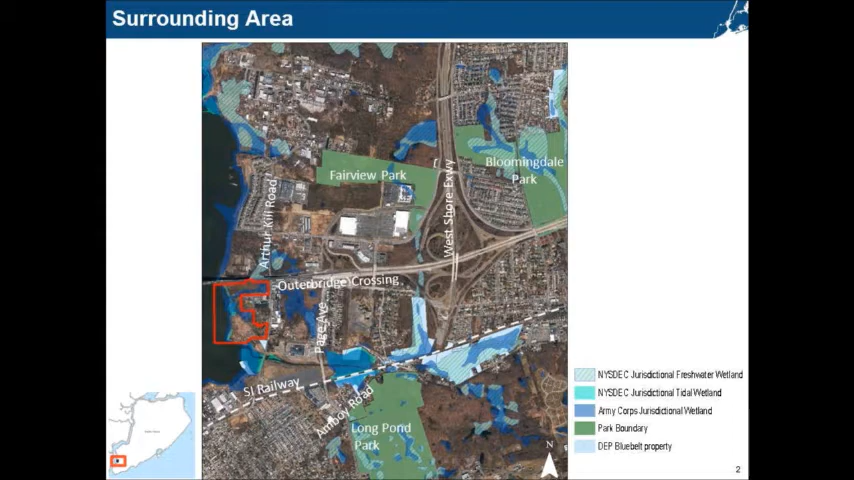 Surrounding Area
Fairview Park
Bloomingdale
Park
Arthur Kill Road
West Shore Exwy
Outerbridge Crossing
Page Ave
SI Railway
Amboy Road
Long Pond
Park
NYSDEC Jurisdictional Freshwater Wetland
NYSDEC Jurisdictional Tidal Wetland
Army Corps Jurisdictional Wetland
Park Boundary
DEP Bluebelt property
N
2